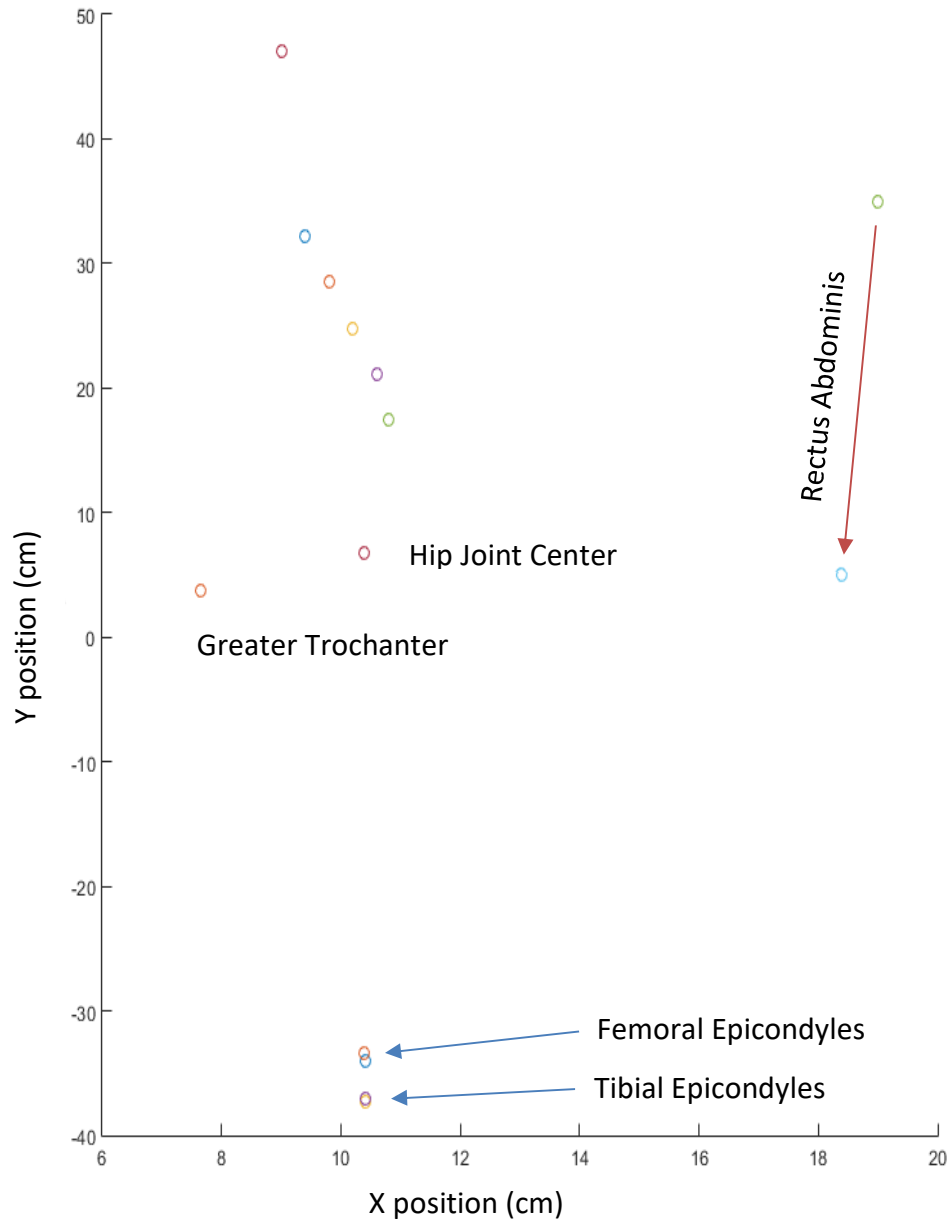 50
40
30
20
10
0
-10
-20
-30
-40
6
8
10
12
14
16
18
20
Y position (cm)
X position (cm)
Rectus Abdominis
Hip Joint Center
Greater Trochanter
Femoral Epicondyles
Tibial Epicondyles